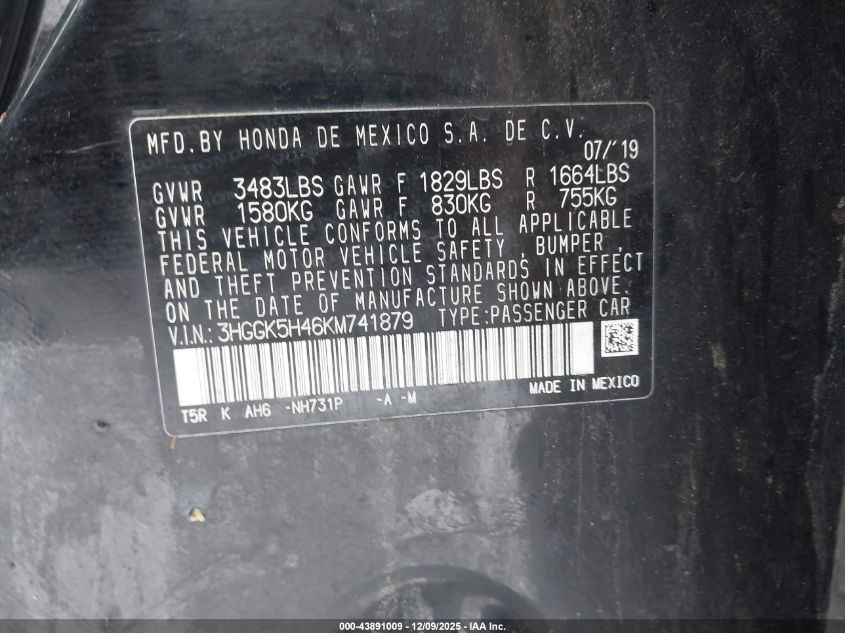 MFD.BY HONDA DE MEXICO S.A. DE C.V.
07/'19
GVWR 3483LBS GAWR F 1829LBS R 1664LBS
GVWR 1580KG GAWR F 830KG R 755KG
THIS VEHICLE CONFORMS TO ALL APPLICABLE
FEDERAL MOTOR VEHICLE SAFETY , BUMPER ,
AND THEFT PREVENTION STANDARDS IN EFFECT
ON THE DATE OF MANUFACTURE SHOWN ABOVE.
V.I.N.: 3HGGK5H46KM741879 TYPE:PASSENGER CAR
T5R K AH6 -NH731P -A -M MADE IN MEXICO
000-43891009 - 12/09/2025 - IAA Inc.